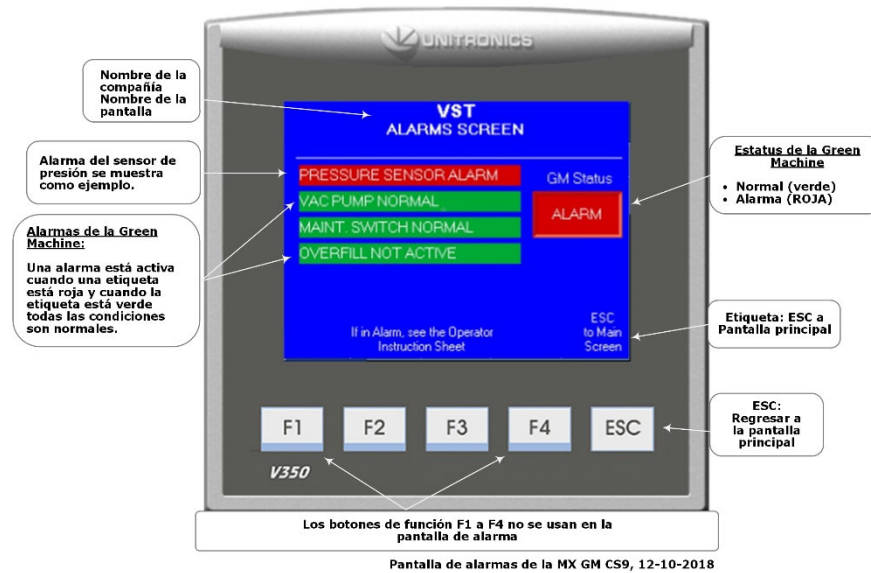 UNITRONICS
Nombre de la
compañía
Nombre de la
pantalla
VST
ALARMS SCREEN
Alarma del sensor de
presión se muestra
como ejemplo.
PRESSURE SENSOR ALARM
VAC PUMP NORMAL
MAINT. SWITCH NORMAL
OVERFILL NOT ACTIVE
GM Status
ALARM
Estatus de la Green
Machine
• Normal (verde)
• Alarma (ROJA)
Alarmas de la Green
Machine:
Una alarma está activa
cuando una etiqueta
está roja y cuando la
etiqueta está verde
todas las condiciones
son normales.
If in Alarm, see the Operator
Instruction Sheet
ESC
to Main
Screen
Etiqueta: ESC a
Pantalla principal
F1
F2
F3
F4
ESC
ESC:
Regresar a
la pantalla
principal
V350
Los botones de función F1 a F4 no se usan en la
pantalla de alarma
Pantalla de alarmas de la MX GM CS9, 12-10-2018